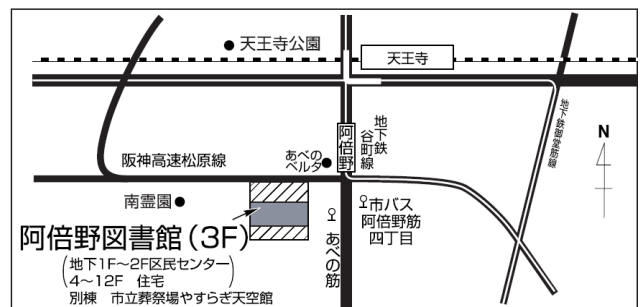 天王寺公園
天王寺
地下鉄
谷町線
阿倍野
地下鉄御堂筋線
N
あべの
ベルタ
阪神高速松原線
南霊園
市バス
阿倍野筋
四丁目
あべの筋
阿倍野図書館(3F)
地下1F~2F区民センター
4~12F 住宅
別棟 市立葬祭場やすらぎ天空館